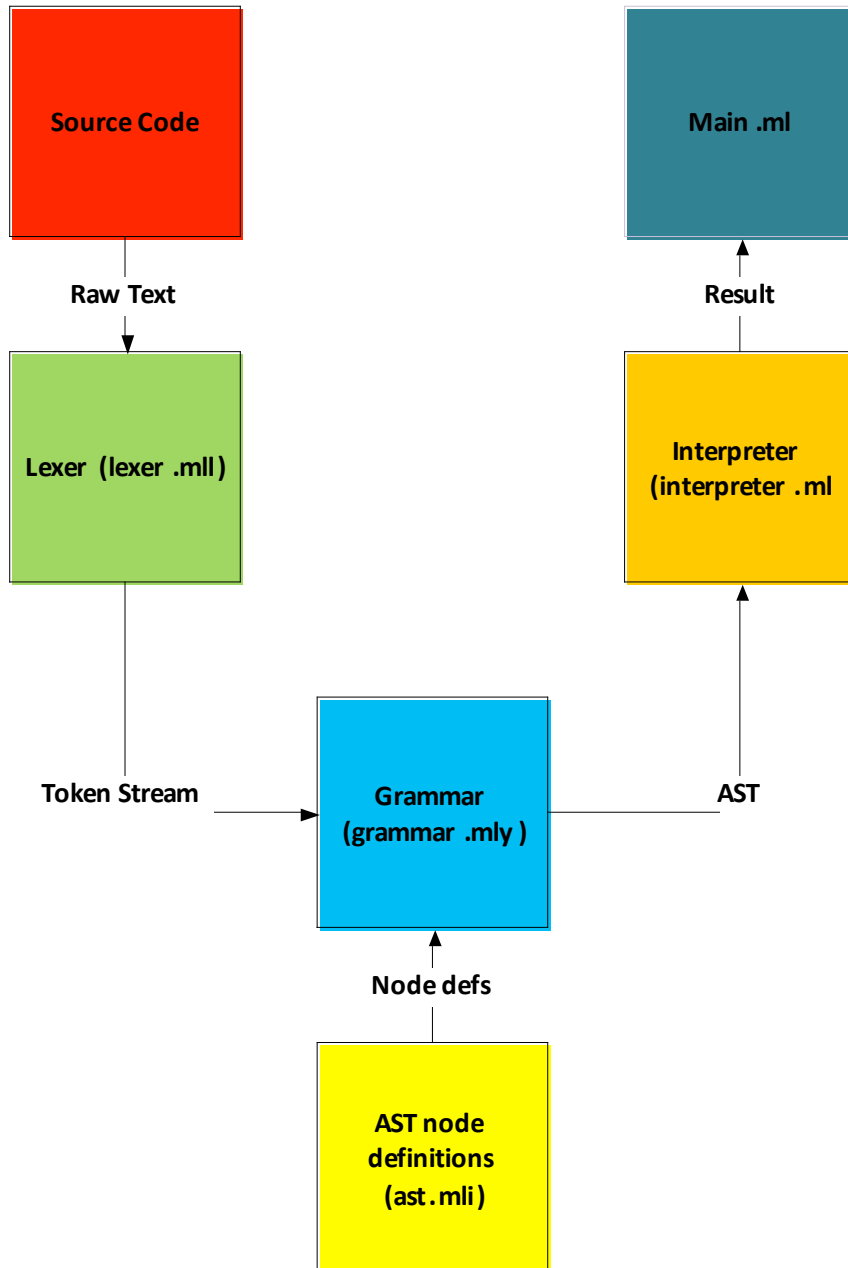 Source Code
Main .ml
Raw Text
Result
Lexer (lexer .mll)
Interpreter
(interpreter .ml
Token Stream
Grammar
(grammar .mly )
AST
Node defs
AST node
definitions
(ast.mli)